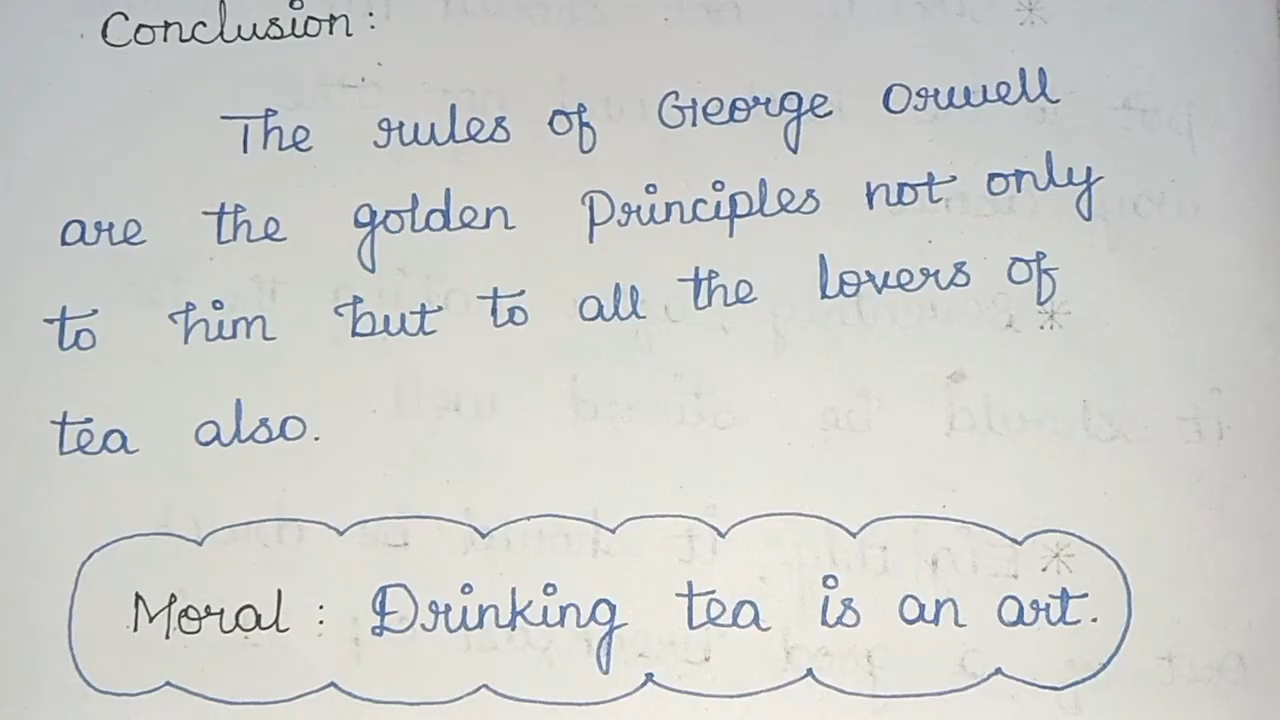 Conclusion:
The rules of George Orwell
are the golden Principles not only
to him but to all the lovers of
tea also.
Moral: Drinking tea is an art.